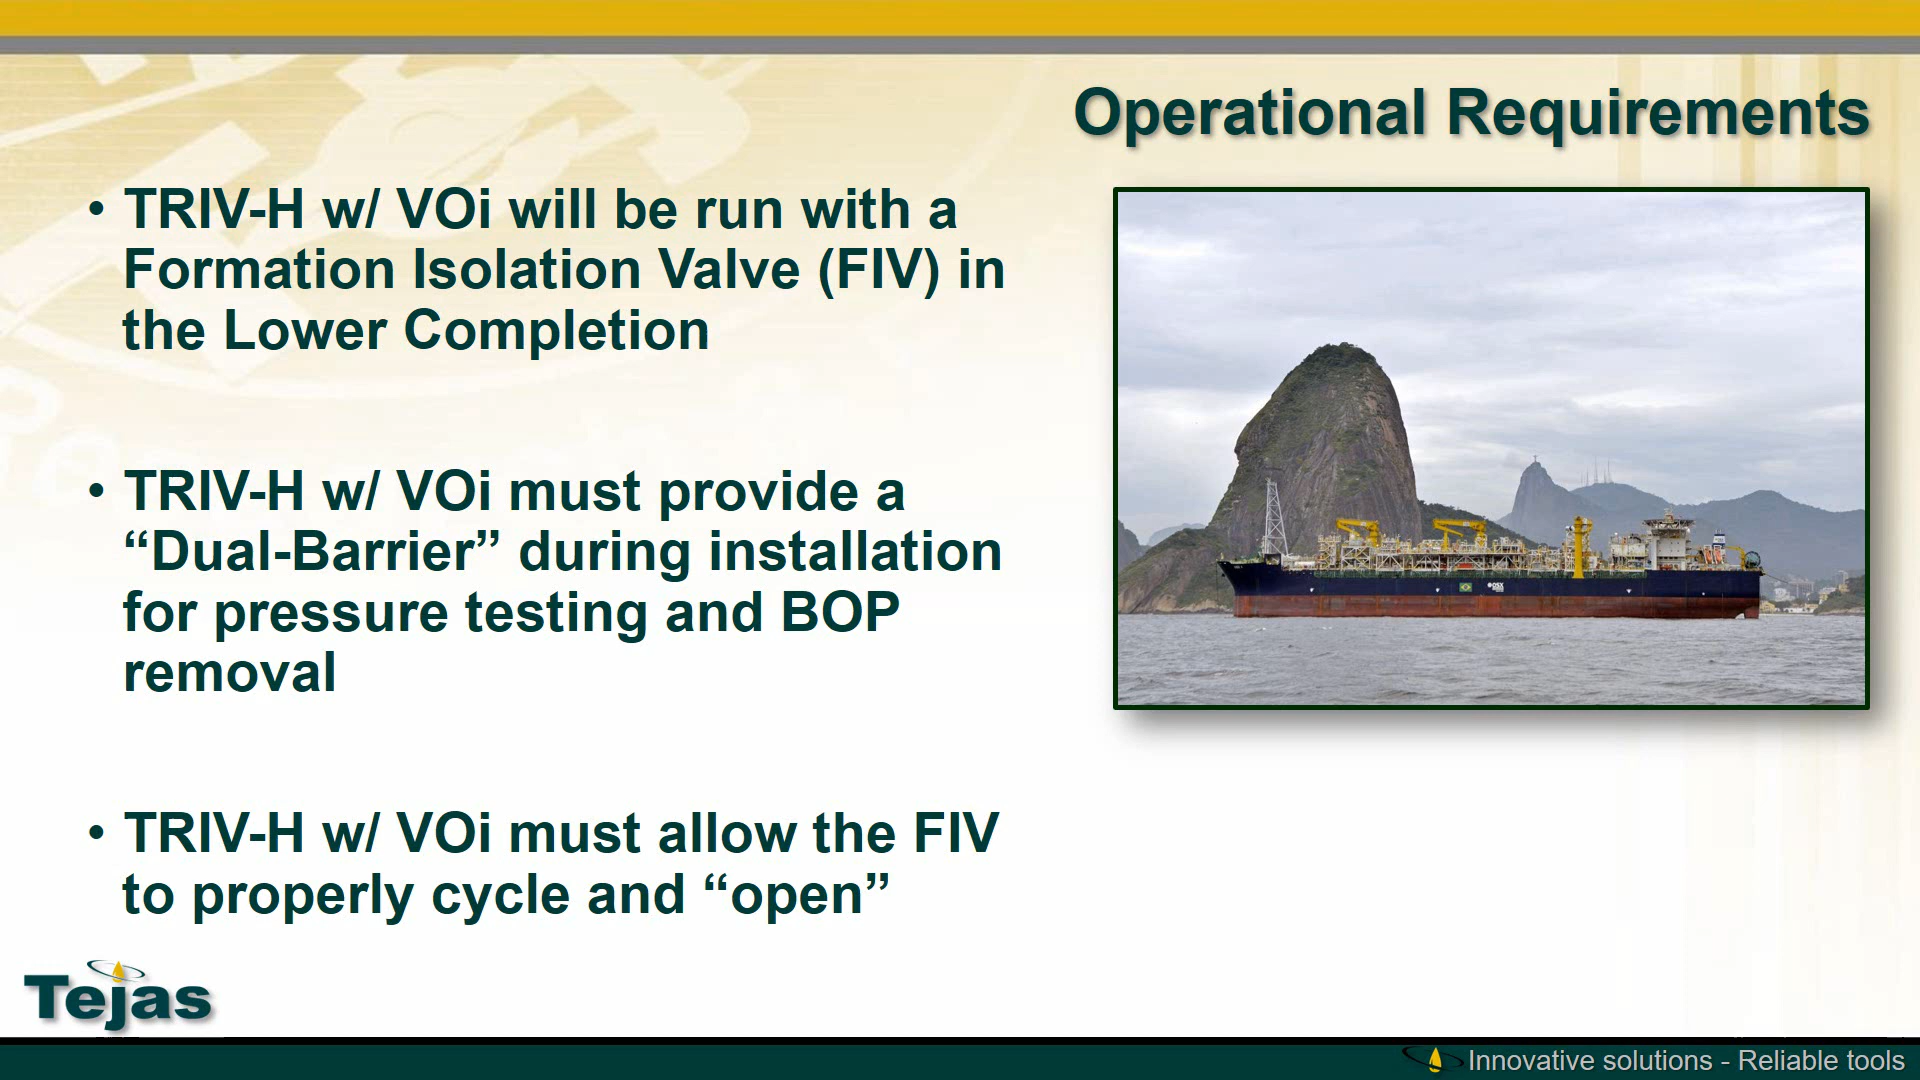 Operational Requirements
• TRIV-H w/ VOi will be run with a
Formation Isolation Valve (FIV) in
the Lower Completion
• TRIV-H w/ VOi must provide a
“Dual-Barrier” during installation
for pressure testing and BOP
removal
• TRIV-H w/ VOi must allow the FIV
to properly cycle and “open”
OSX
Tejas
Innovative solutions - Reliable tools